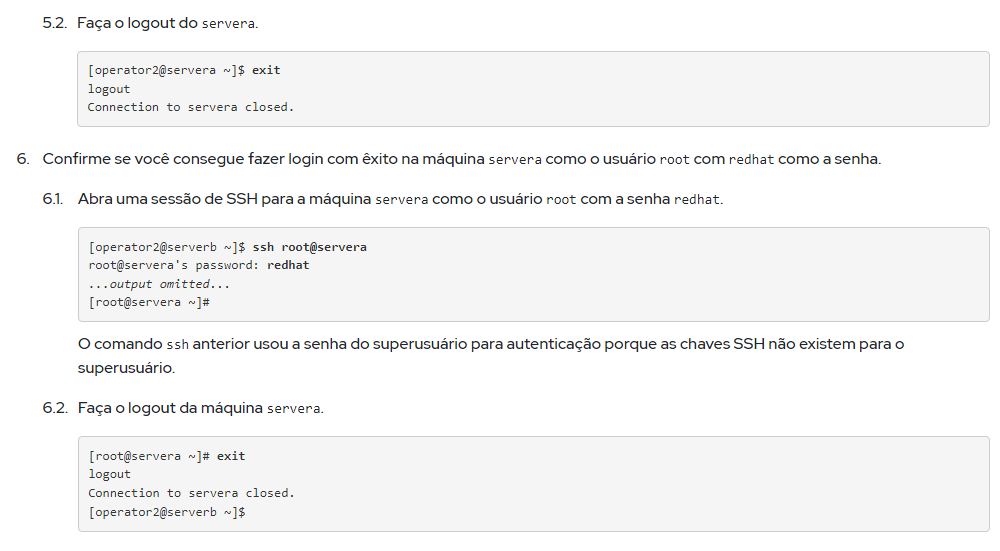 5.2. Faça o logout do servera.
[operator2@servera ~]$ exit
logout
Connection to servera closed.
6. Confirme se você consegue fazer login com êxito na máquina servera como o usuário root com redhat como a senha.
6.1. Abra uma sessão de SSH para a máquina servera como o usuário root com a senha redhat.
[operator2@serverb ~]$ ssh root@servera
root@servera's password: redhat
...output omitted...
[root@servera ~]#
O comando ssh anterior usou a senha do superusuário para autenticação porque as chaves SSH não existem para o
superusuário.
6.2. Faça o logout da máquina servera.
[root@servera ~]# exit
logout
Connection to servera closed.
[operator2@serverb ~]$